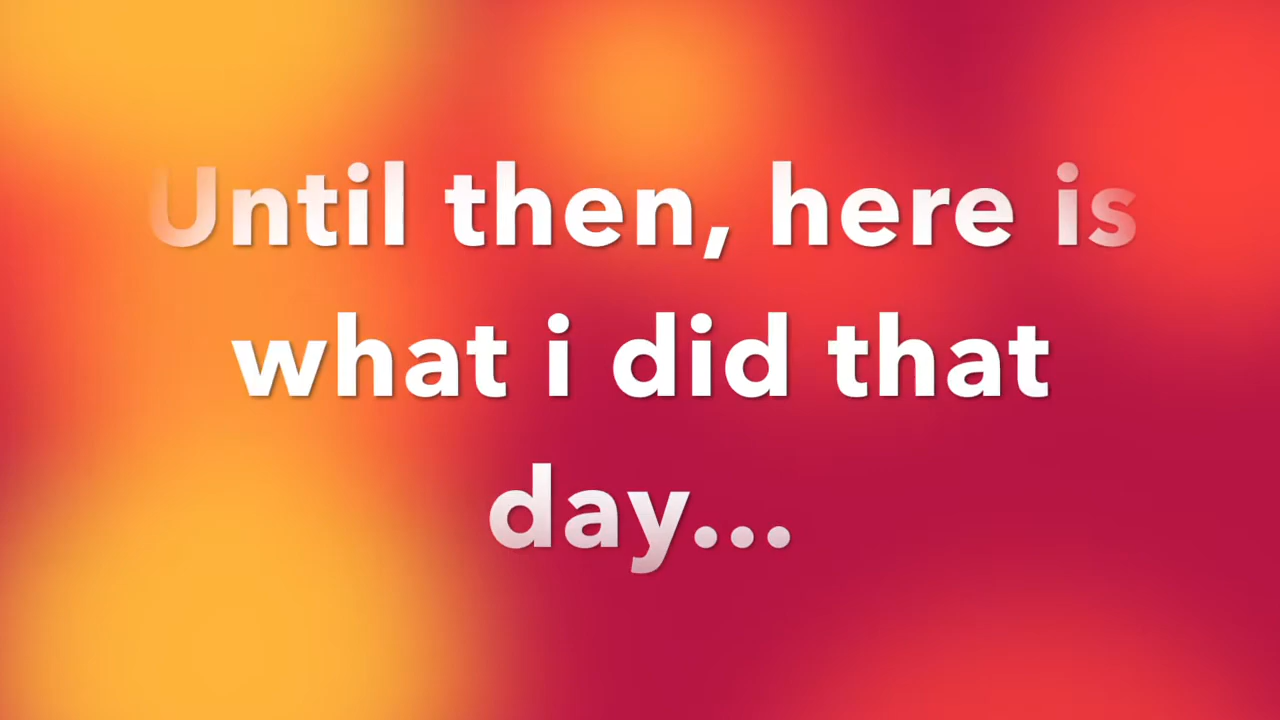 Until then, here is
what i did that
day...